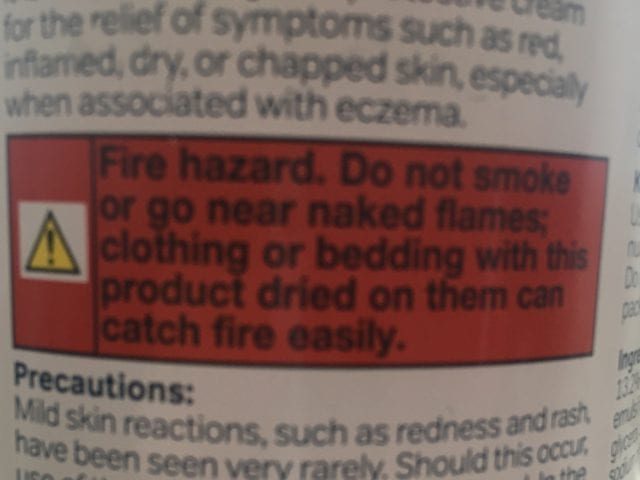 cream
for the relief of symptoms such as red,
inflamed, dry, or chapped skin, especially
when associated with eczema.
Fire hazard. Do not smoke
or go near naked flames;
clothing or bedding with this
product dried on them can
catch fire easily.
Precautions:
Mild skin reactions, such as redness and rash,
have been seen very rarely. Should this occur,